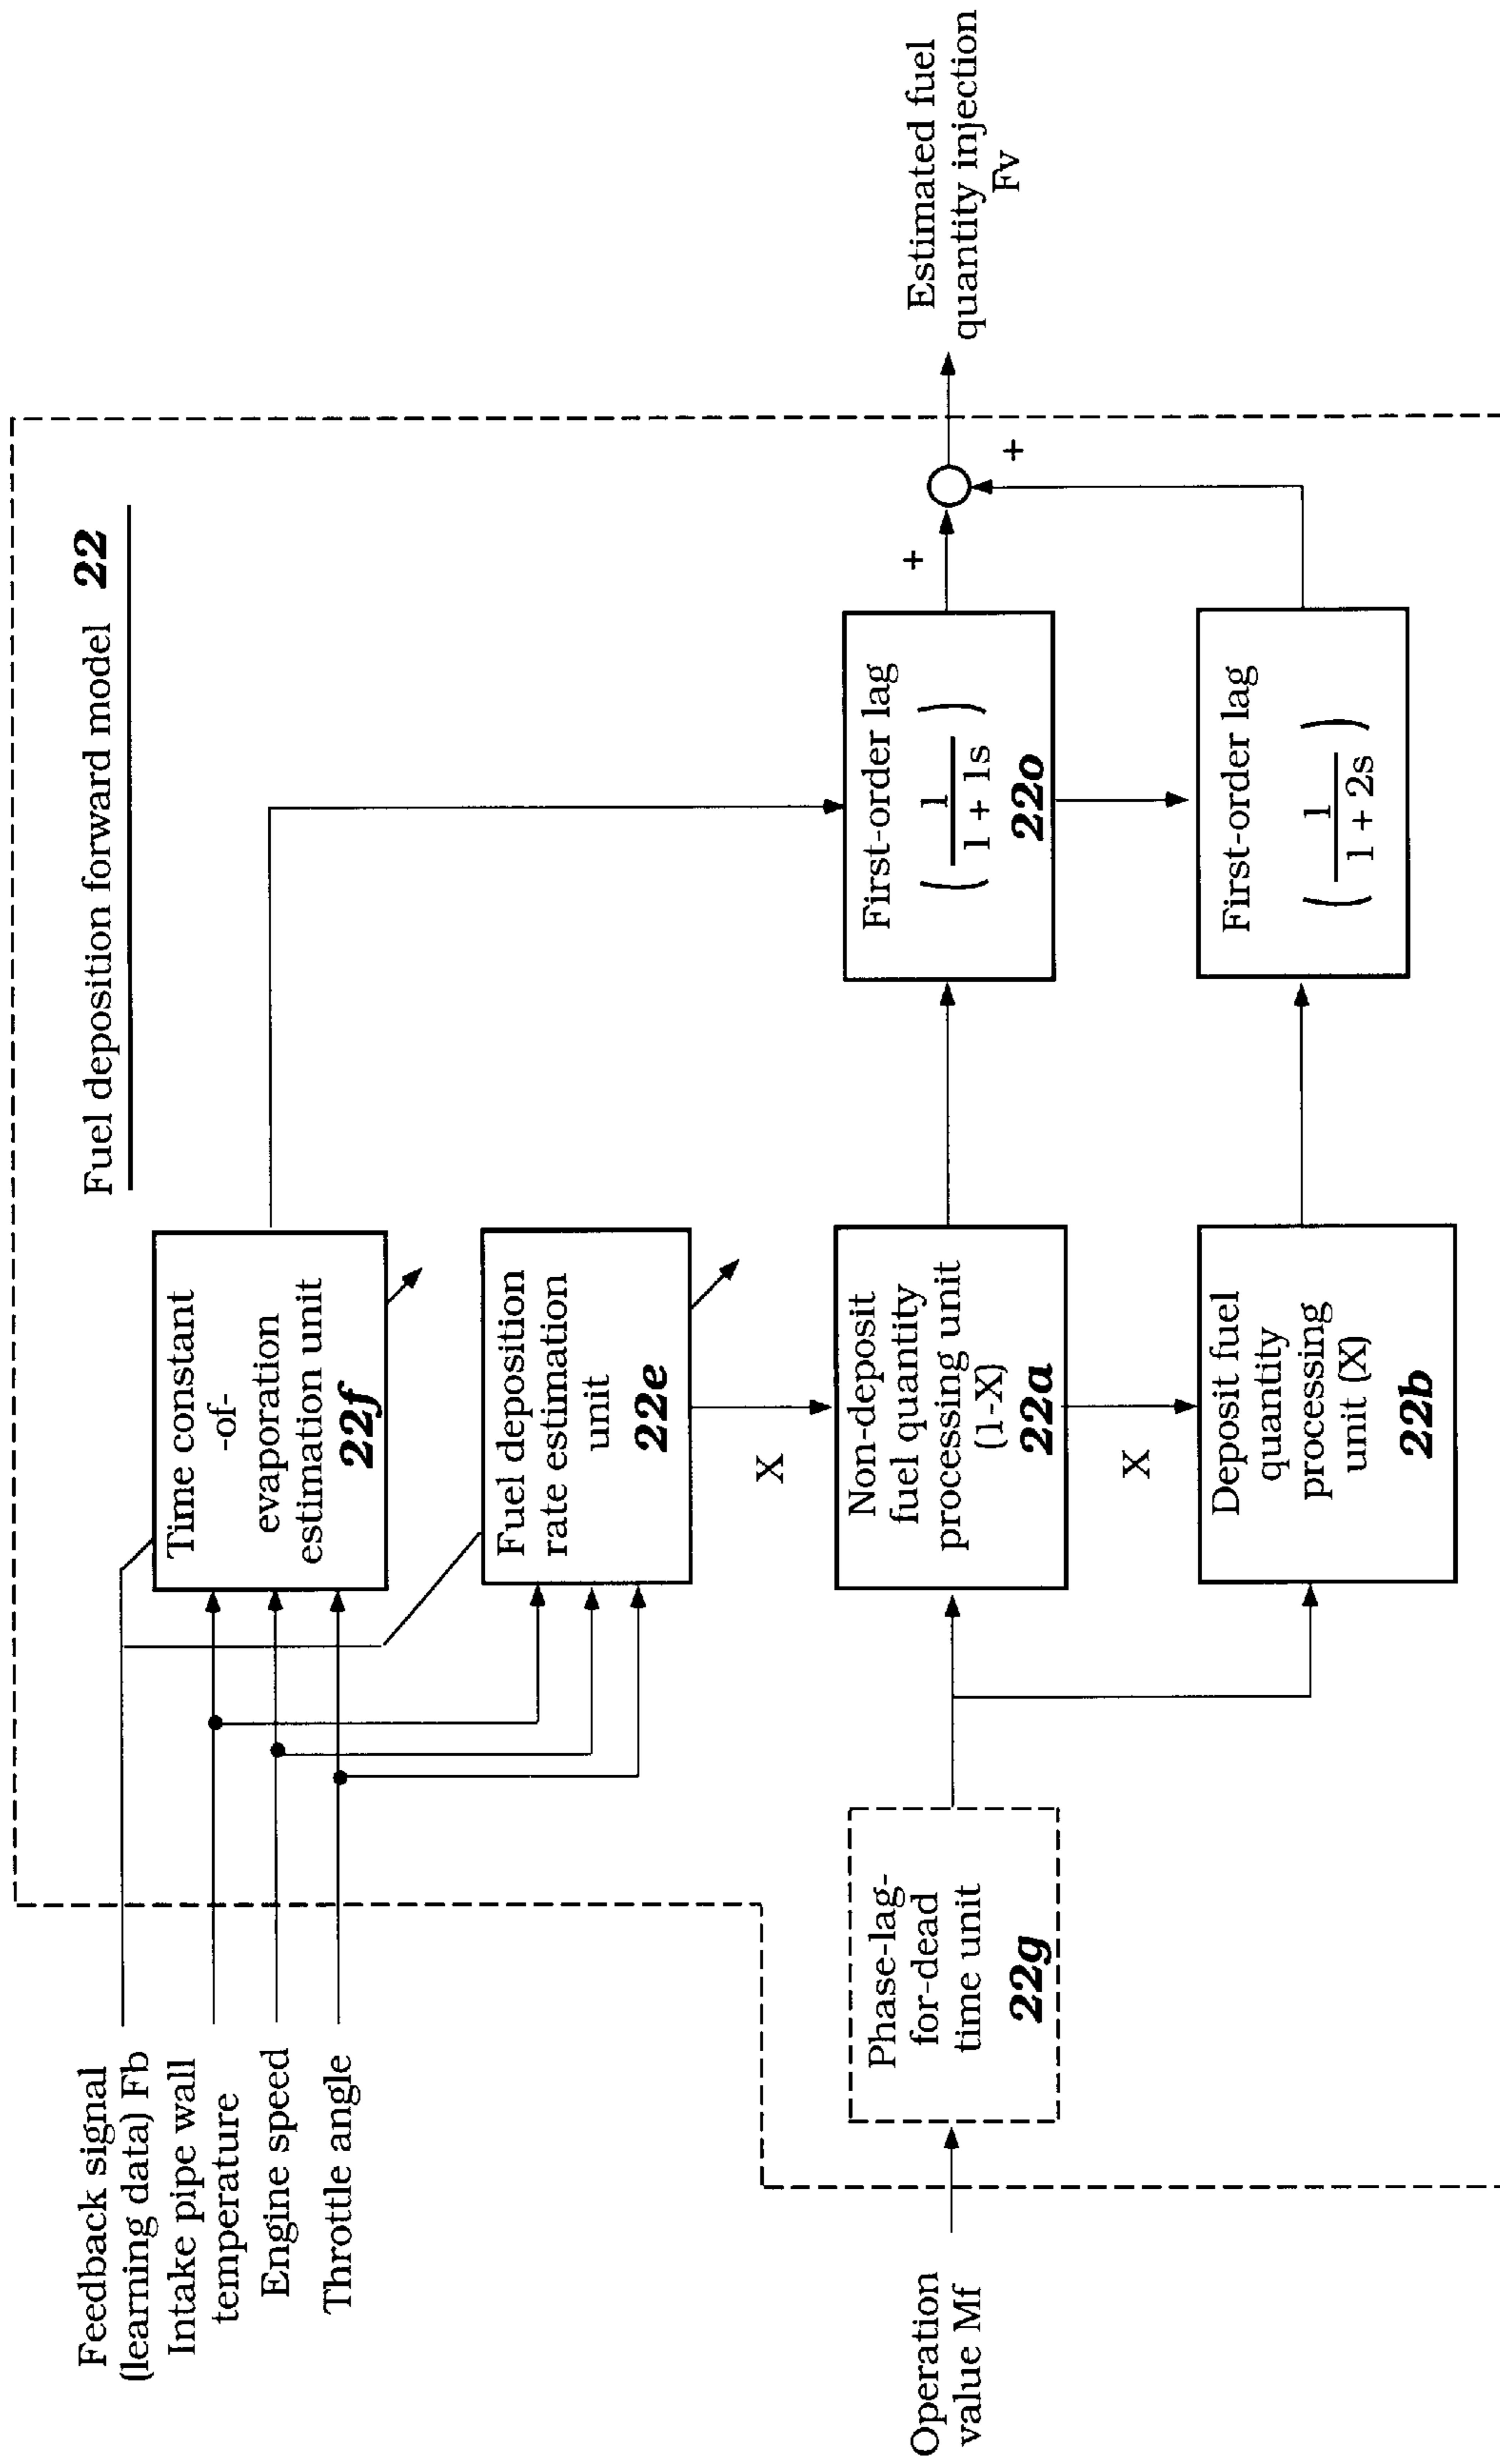 Fuel deposition forward model 22
Feedback signal
(learning data) Fb
Intake pipe wall
temperature
Engine speed
Throttle angle
Time constant
-of-
evaporation
estimation unit
22f
Fuel deposition
rate estimation
unit
22e
X
Operation
value Mf
Phase-lag-
for-dead
time unit
22g
Non-deposit
fuel quantity
processing unit
(1-X)
22a
X
Deposit fuel
quantity
processing
unit (X)
22b
First-order lag
( 1 / 1 + 1s )
22o
First-order lag
( 1 / 1 + 2s )
+
+
Estimated fuel
quantity injection
Fv